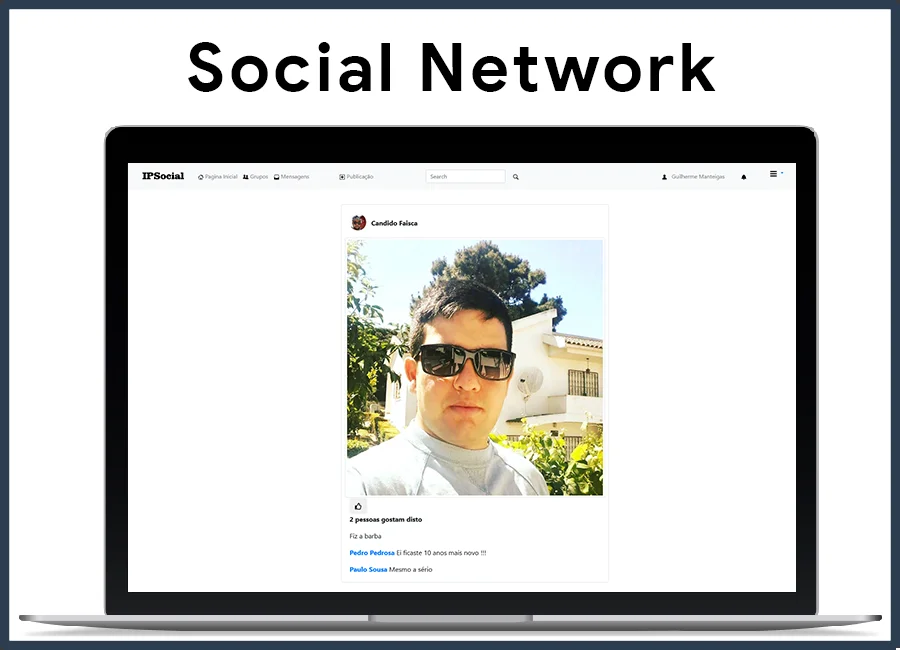 Social Network
IPSocial Pagina Inicial Grupos Mensagens Publicação Search Guilherme Manteigas
Candido Faisca
2 pessoas gostam disto
Fiz a barba
Pedro Pedrosa Ei ficaste 10 anos mais novo !!!
Paulo Sousa Mesmo a sério